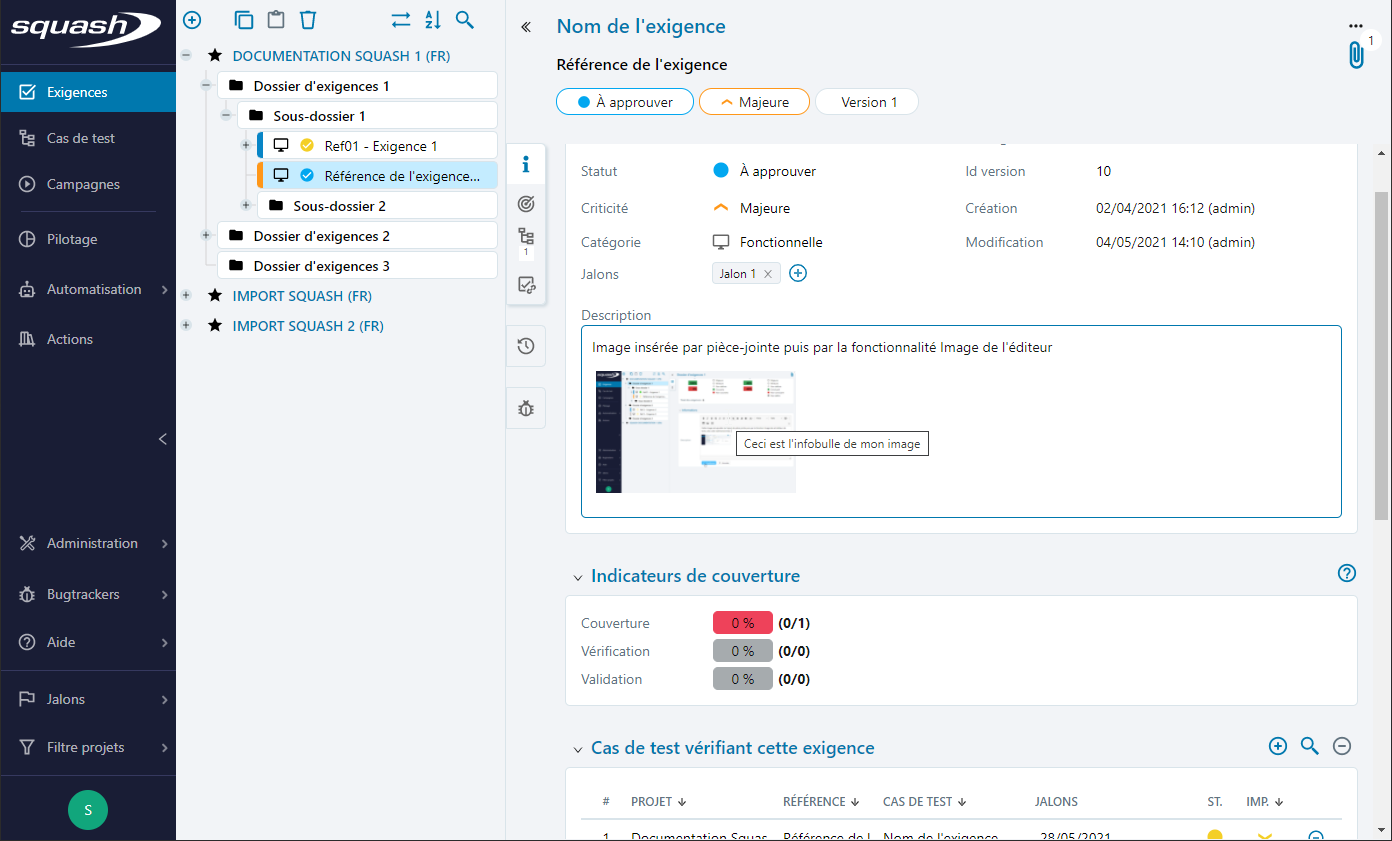 squash
Exigences
Cas de test
Campagnes
Pilotage
Automatisation
Actions
Administration
Bugtrackers
Aide
Jalons
Filtre projets
S
DOCUMENTATION SQUASH 1 (FR)
Dossier d'exigences 1
Sous-dossier 1
Ref01 - Exigence 1
Référence de l'exigence...
Sous-dossier 2
Dossier d'exigences 2
Dossier d'exigences 3
IMPORT SQUASH (FR)
IMPORT SQUASH 2 (FR)
Nom de l'exigence
1
Référence de l'exigence
À approuver Majeure Version 1
1
Statut À approuver Id version 10
Criticité Majeure Création 02/04/2021 16:12 (admin)
Catégorie Fonctionnelle Modification 04/05/2021 14:10 (admin)
Jalons Jalon 1
Description
Image insérée par pièce-jointe puis par la fonctionnalité Image de l'éditeur
Ceci est l'infobulle de mon image
Indicateurs de couverture
Couverture 0 % (0/1)
Vérification 0 % (0/0)
Validation 0 % (0/0)
Cas de test vérifiant cette exigence
# PROJET RÉFÉRENCE CAS DE TEST JALONS ST. IMP.
1 Documentation Squas Référence de l Nom de l'exigence 28/05/2021